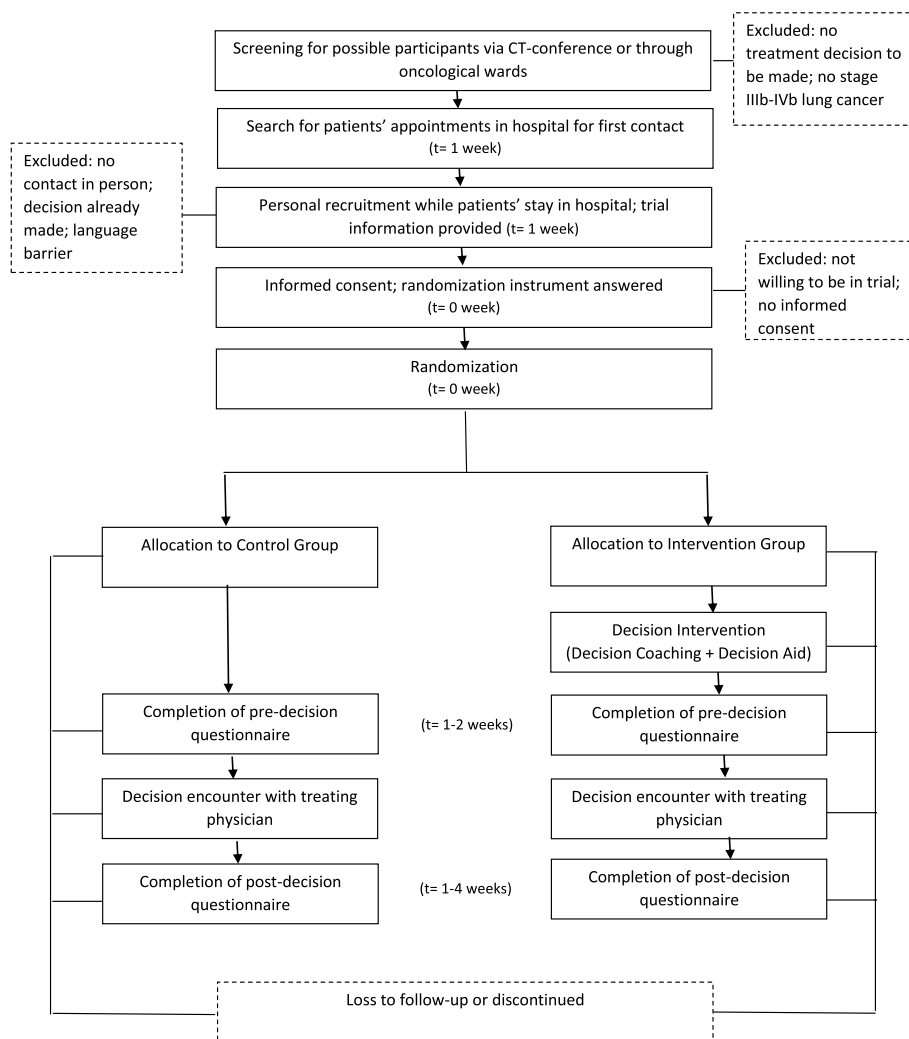 Screening for possible participants via CT-conference or through
oncological wards
Excluded: no
treatment decision to
be made; no stage
IIIb-IVb lung cancer
Search for patients’ appointments in hospital for first contact
(t= 1 week)
Excluded: no
contact in person;
decision already
made; language
barrier
Personal recruitment while patients’ stay in hospital; trial
information provided (t= 1 week)
Informed consent; randomization instrument answered
(t= 0 week)
Excluded: not
willing to be in trial;
no informed
consent
Randomization
(t= 0 week)
Allocation to Control Group
Allocation to Intervention Group
Decision Intervention
(Decision Coaching + Decision Aid)
Completion of pre-decision
questionnaire
(t= 1-2 weeks)
Completion of pre-decision
questionnaire
Decision encounter with treating
physician
Decision encounter with treating
physician
Completion of post-decision
questionnaire
(t= 1-4 weeks)
Completion of post-decision
questionnaire
Loss to follow-up or discontinued